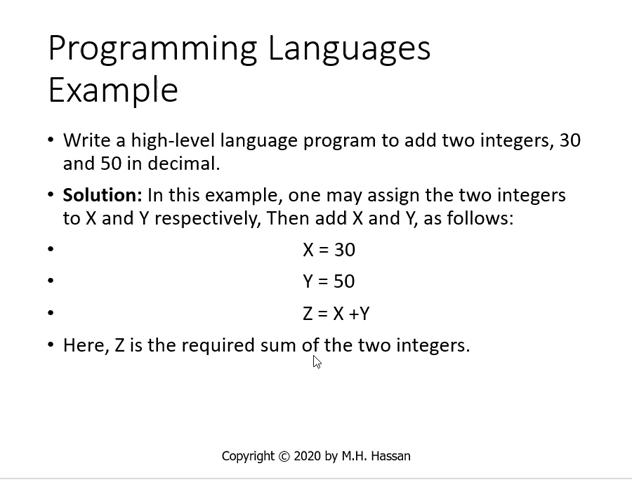 Programming Languages
Example
• Write a high-level language program to add two integers, 30
and 50 in decimal.
• Solution: In this example, one may assign the two integers
to X and Y respectively, Then add X and Y, as follows:
• X = 30
• Y = 50
• Z = X +Y
• Here, Z is the required sum of the two integers.
Copyright © 2020 by M.H. Hassan